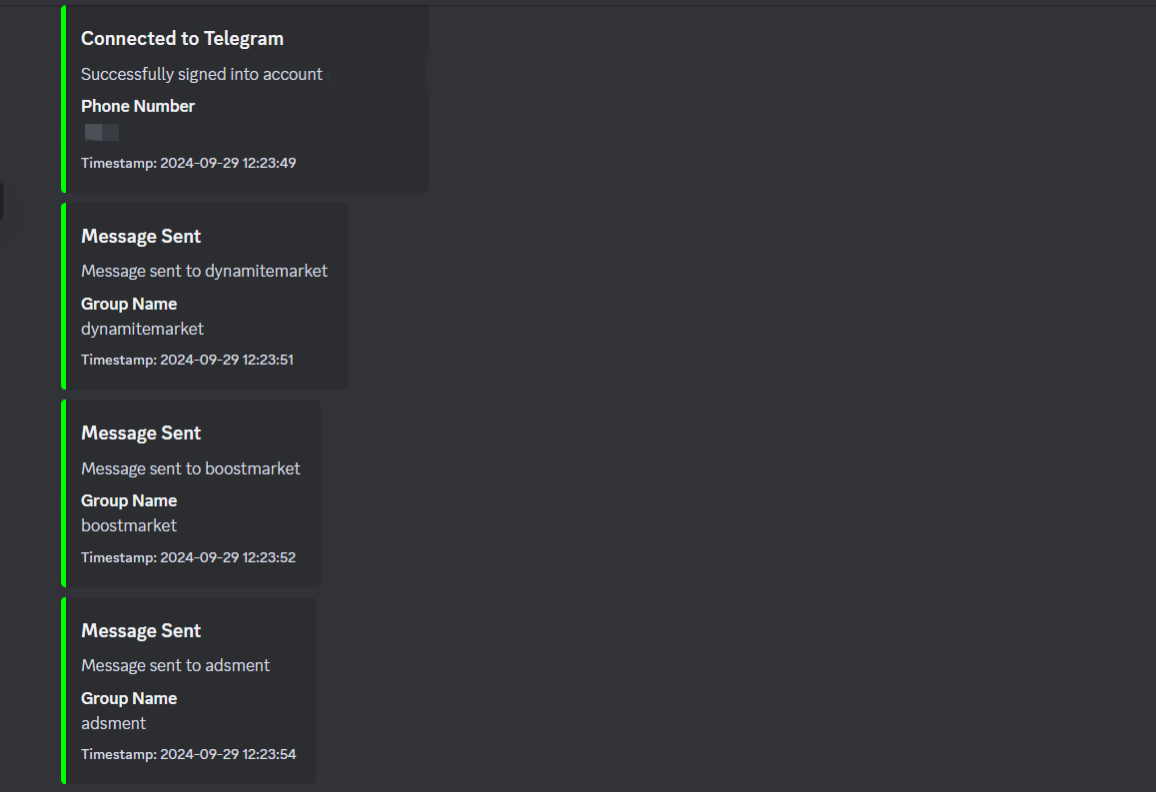 Connected to Telegram
Successfully signed into account
Phone Number
Timestamp: 2024-09-29 12:23:49
Message Sent
Message sent to dynamitemarket
Group Name
dynamitemarket
Timestamp: 2024-09-29 12:23:51
Message Sent
Message sent to boostmarket
Group Name
boostmarket
Timestamp: 2024-09-29 12:23:52
Message Sent
Message sent to adsment
Group Name
adsment
Timestamp: 2024-09-29 12:23:54